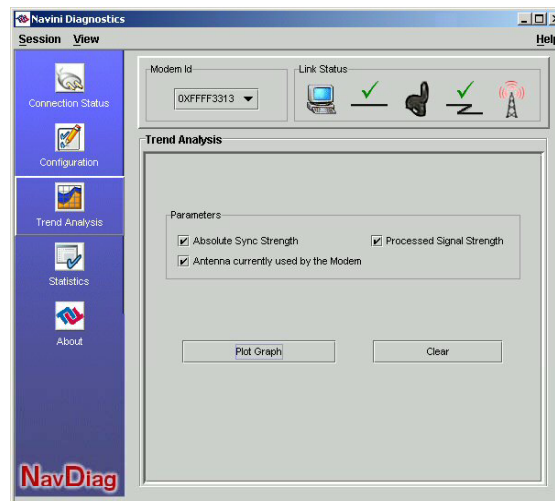 Navini Diagnostics
Session View Help
Modem Id
0XFFFF3313
Link Status
Connection Status
Configuration
Trend Analysis
Statistics
About
NavDiag
Trend Analysis
Parameters
Absolute Sync Strength
Processed Signal Strength
Antenna currently used by the Modem
Plot Graph
Clear